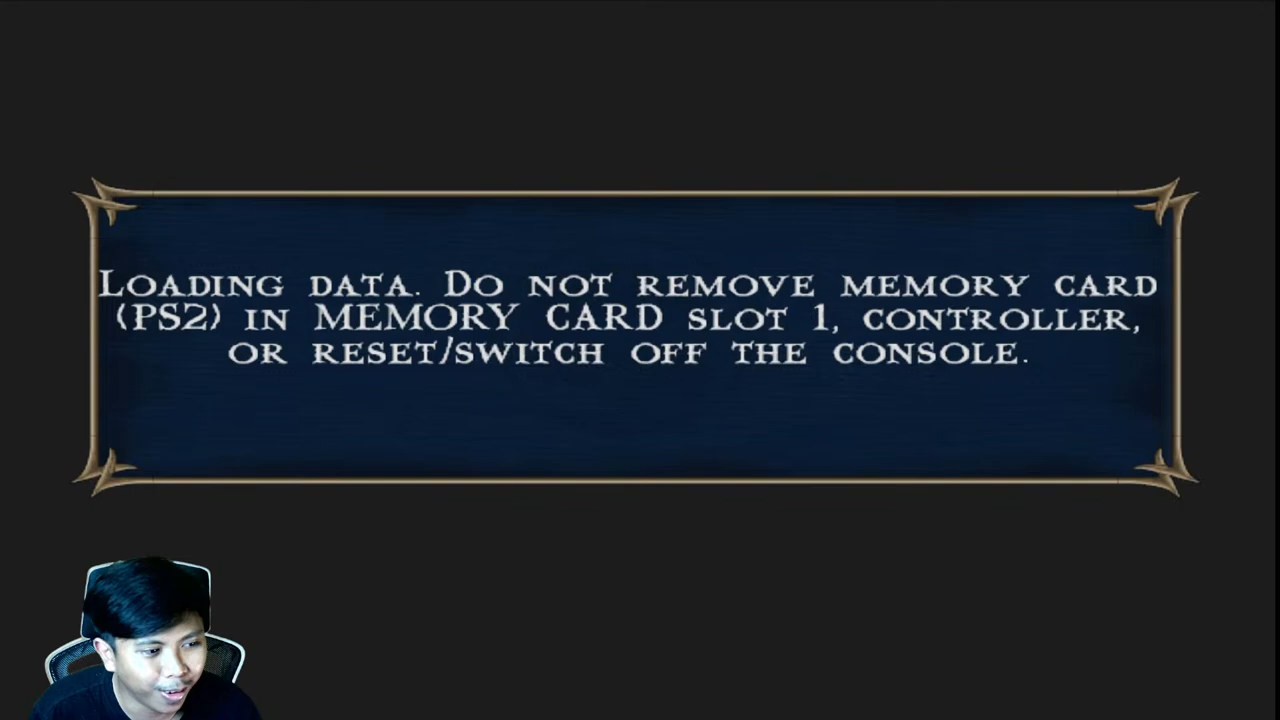 Loading data. Do not remove memory card
(PS2) in MEMORY CARD slot 1, controller,
or reset/switch off the console.